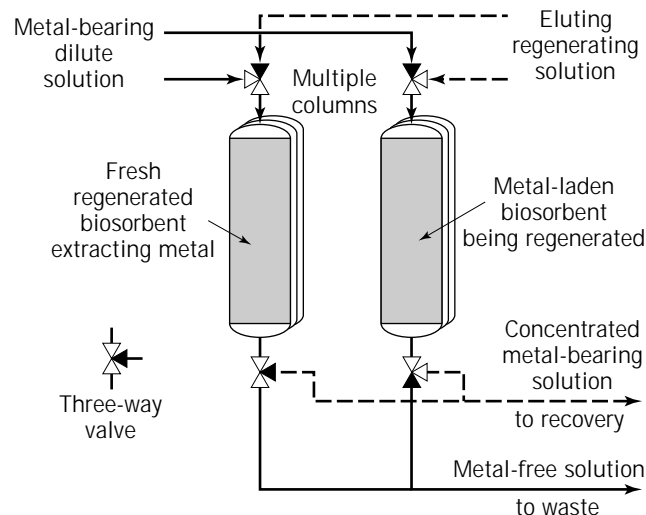 Metal-bearing
dilute
solution
Eluting
regenerating
solution
Multiple
columns
Fresh
regenerated
biosorbent
extracting metal
Metal-laden
biosorbent
being regenerated
Three-way
valve
Concentrated
metal-bearing
solution
to recovery
Metal-free solution
to waste